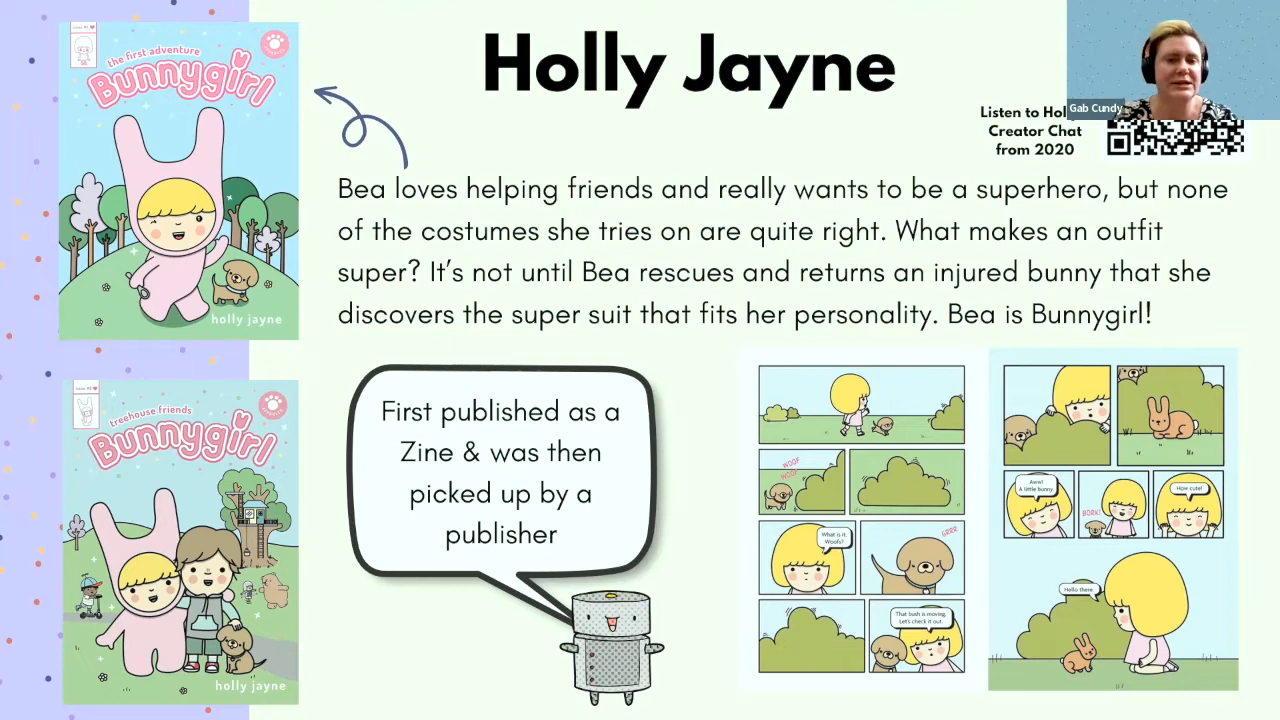 Holly Jayne
Gab Cundy
Listen to Hol
Creator Chat
from 2020
the first adventure
Bunnygirl
holly jayne
Bea loves helping friends and really wants to be a superhero, but none
of the costumes she tries on are quite right. What makes an outfit
super? It's not until Bea rescues and returns an injured bunny that she
discovers the super suit that fits her personality. Bea is Bunnygirl!
treehouse friends
Bunnygirl
holly jayne
First published as a
Zine & was then
picked up by a
publisher
WOOF
WOOF
What is it,
Woofs?
GRRR
That bush is moving.
Let's check it out.
Aww!
A little bunny.
BORK!
How cute!
Hello there.